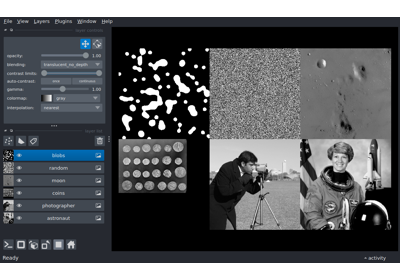 File View Layers Plugins Window Help
opacity: 1.00
blending: translucent_no_depth
contrast limits:
auto-contrast: once continuous
gamma: 1.00
colormap: gray
interpolation: nearest
blobs
random
moon
coins
photographer
astronaut
Ready
activity